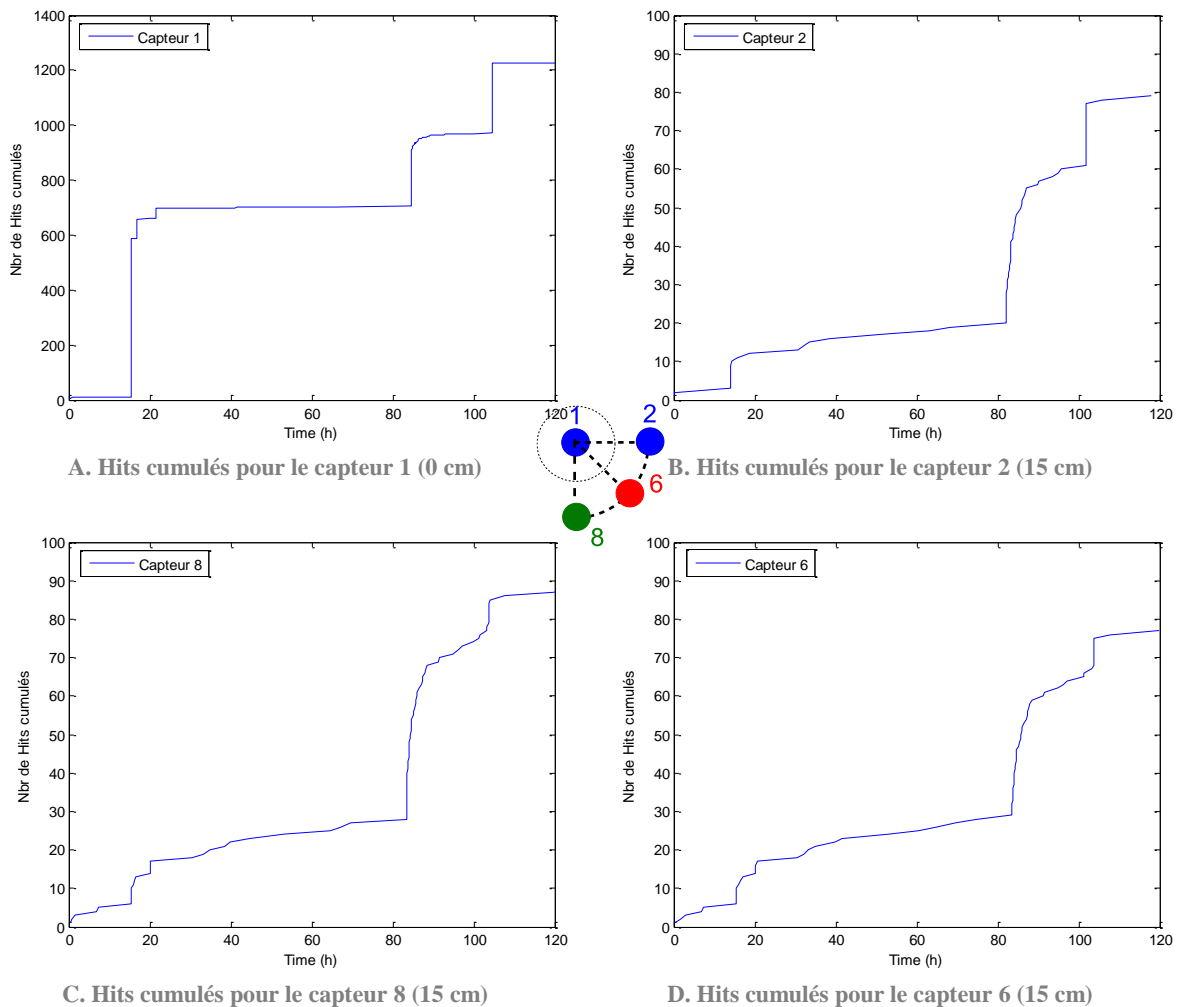 1400
1200
1000
800
600
400
200
0
Nbr de Hits cumulés
Capteur 1
0 20 40 60 80 100 120
Time (h)
A. Hits cumulés pour le capteur 1 (0 cm)
100
90
80
70
60
50
40
30
20
10
0
Nbr de Hits cumulés
Capteur 2
0 20 40 60 80 100 120
Time (h)
B. Hits cumulés pour le capteur 2 (15 cm)
1
2
6
8
100
90
80
70
60
50
40
30
20
10
0
Nbr de Hits cumulés
Capteur 8
0 20 40 60 80 100 120
Time (h)
C. Hits cumulés pour le capteur 8 (15 cm)
100
90
80
70
60
50
40
30
20
10
0
Nbr de Hits cumulés
Capteur 6
0 20 40 60 80 100 120
Time (h)
D. Hits cumulés pour le capteur 6 (15 cm)